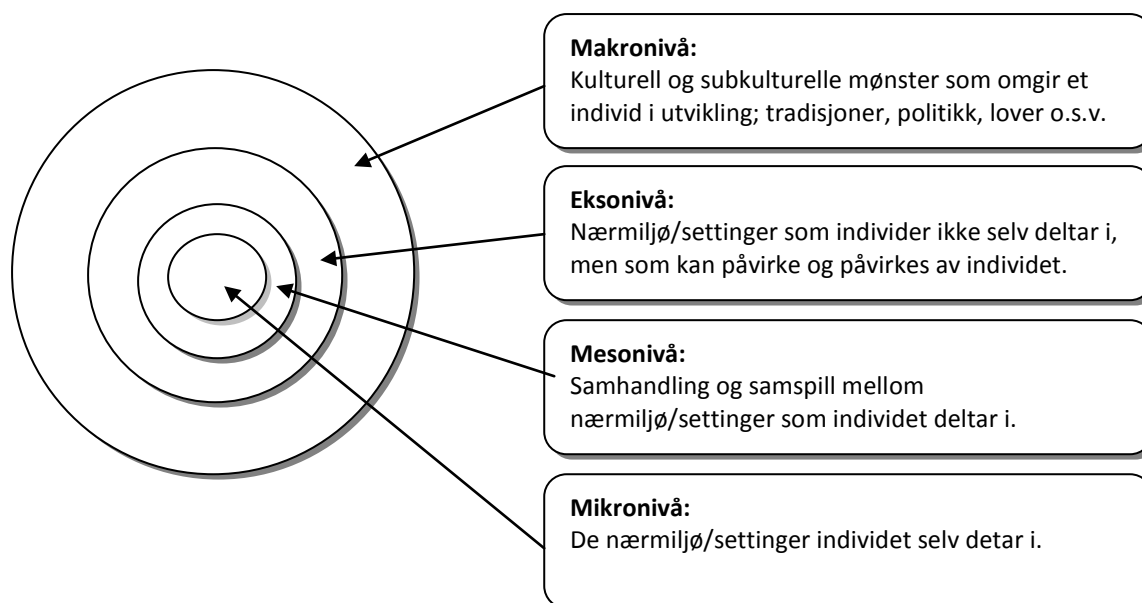 Makronivå:
Kulturell og subkulturelle mønster som omgir et
individ i utvikling; tradisjoner, politikk, lover o.s.v.
Eksonivå:
Nærmiljø/settinger som individer ikke selv deltar i,
men som kan påvirke og påvirkes av individet.
Mesonivå:
Samhandling og samspill mellom
nærmiljø/settinger som individet deltar i.
Mikronivå:
De nærmiljø/settinger individet selv detar i.